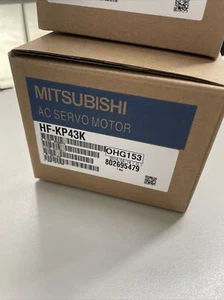 MITSUBISHI
AC SERVO MOTOR
HF-KP43K
OHG153
802695479